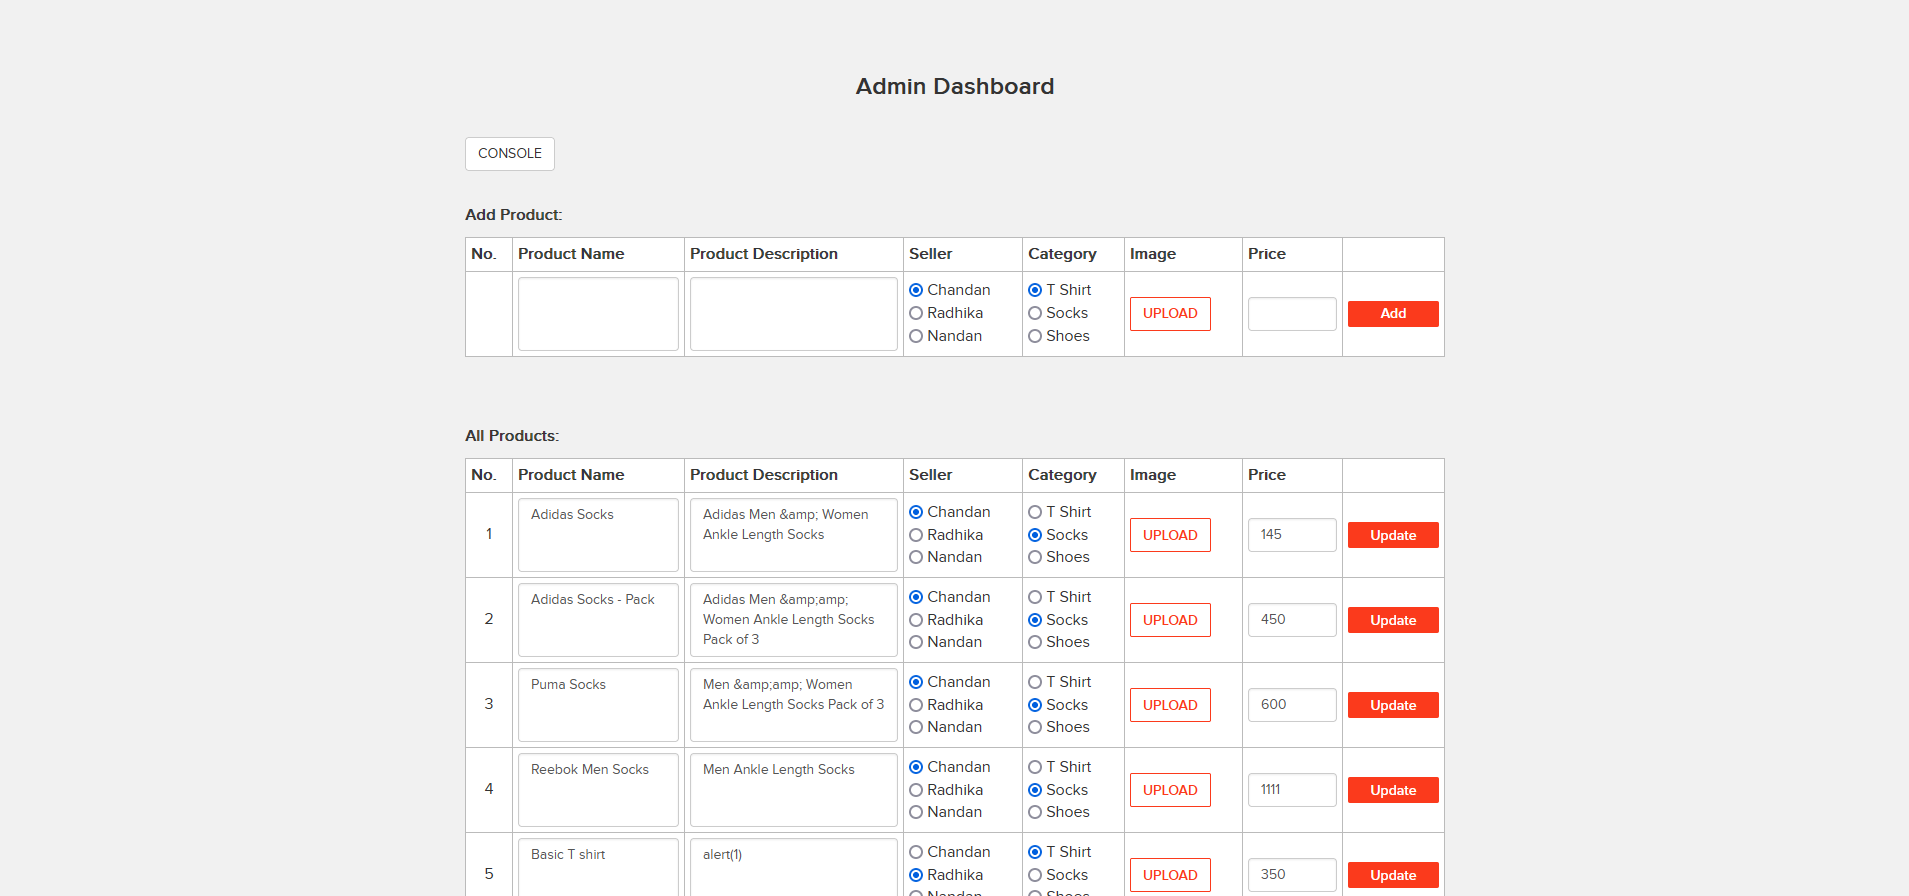 Admin Dashboard
CONSOLE
Add Product:
No. Product Name Product Description Seller Category Image Price
Chandan T Shirt
Radhika Socks UPLOAD Add
Nandan Shoes
All Products:
No. Product Name Product Description Seller Category Image Price
1 Adidas Socks Adidas Men &amp; Women Chandan T Shirt
Ankle Length Socks Radhika Socks UPLOAD 145 Update
Nandan Shoes
2 Adidas Socks - Pack Adidas Men &amp;amp; Chandan T Shirt
Women Ankle Length Socks Radhika Socks UPLOAD 450 Update
Pack of 3 Nandan Shoes
3 Puma Socks Men &amp;amp; Women Chandan T Shirt
Ankle Length Socks Pack of 3 Radhika Socks UPLOAD 600 Update
Nandan Shoes
4 Reebok Men Socks Men Ankle Length Socks Chandan T Shirt
Radhika Socks UPLOAD 1111 Update
Nandan Shoes
5 Basic T shirt alert(1) Chandan T Shirt
Radhika Socks UPLOAD 350 Update
Nandan Shoes